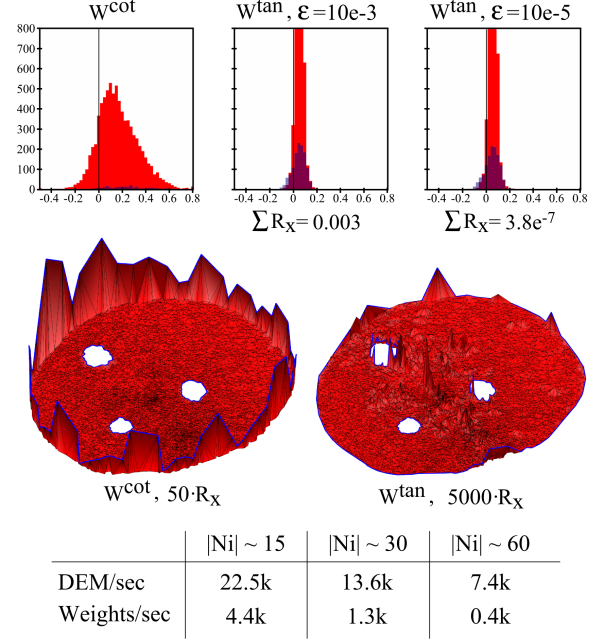 W^cot
W^tan , ε=10e-3
W^tan , ε=10e-5
800
700
600
500
400
300
200
100
0
-0.4 -0.2 0 0.2 0.4 0.6 0.8
-0.4 -0.2 0 0.2 0.4 0.6 0.8
-0.4 -0.2 0 0.2 0.4 0.6 0.8
∑Rx= 0.003
∑Rx= 3.8e^-7
W^cot, 50·Rx
W^tan, 5000·Rx
|Ni| ~ 15 |Ni| ~ 30 |Ni| ~ 60
DEM/sec 22.5k 13.6k 7.4k
Weights/sec 4.4k 1.3k 0.4k